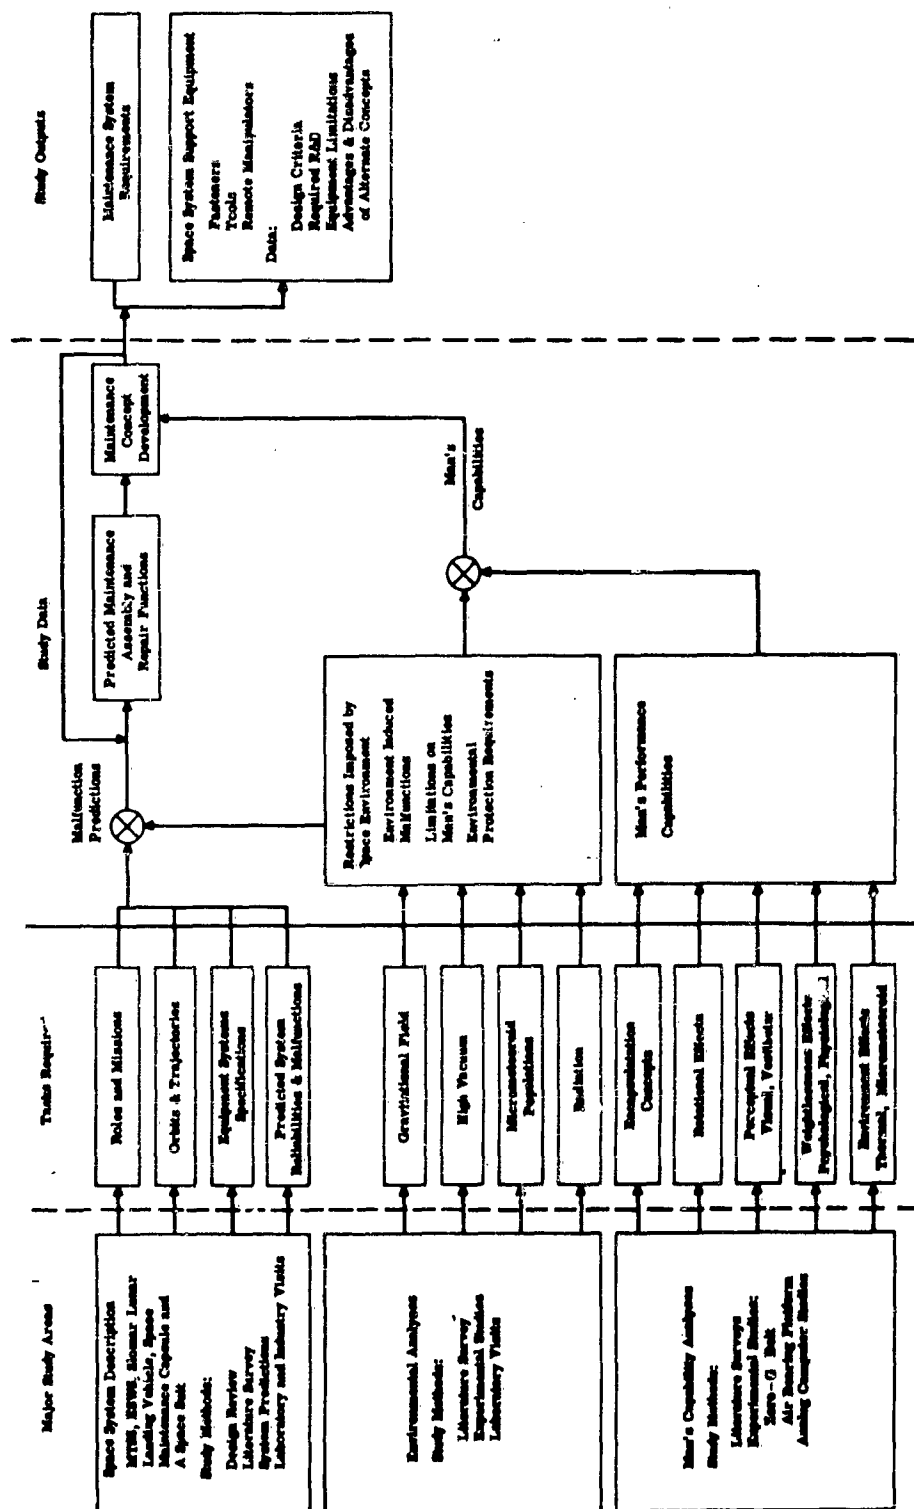 Major Study Areas
Tasks Require
Study Data
Study Outputs
Space System Description
MTSS, ESWS, Slomar Lunar
Landing Vehicle, Space
Maintenance Capsule and
A Space Suit
Study Methods:
Design Review
Literature Survey
System Predictions
Laboratory and Industry Visits
Environmental Analyses
Study Methods:
Literature Survey
Experimental Studies
Laboratory Visits
Man's Capability Analyses
Study Methods:
Literature Surveys
Experimental Studies:
Zero-G Belt
Air Bearing Platform
Analog Computer Studies
Roles and Missions
Orbits & Trajectories
Equipment Systems
Specifications
Predicted System
Reliabilities & Malfunctions
Gravitational Field
High Vacuum
Micrometeoroid
Populations
Radiation
Encapsulation
Concepts
Rotational Effects
Perceptual Effects
Visual, Vestibular
Weightlessness Effects
Psychological, Physiological
Environment Effects
Thermal, Micrometeoroid
Malfunction
Predictions
Restrictions Imposed by
Space Environment
Environment Induced
Malfunctions
Limitations on
Man's Capabilities
Environmental
Protection Requirements
Man's Performance
Capabilities
Predicted Maintenance
Assembly and
Repair Functions
Man's
Capabilities
Maintenance
Concept
Development
Maintenance System
Requirements
Space System Support Equipment
Fasteners
Tools
Remote Manipulators
Data:
Design Criteria
Required R&D
Equipment Limitations
Advantages & Disadvantages
of Alternate Concepts